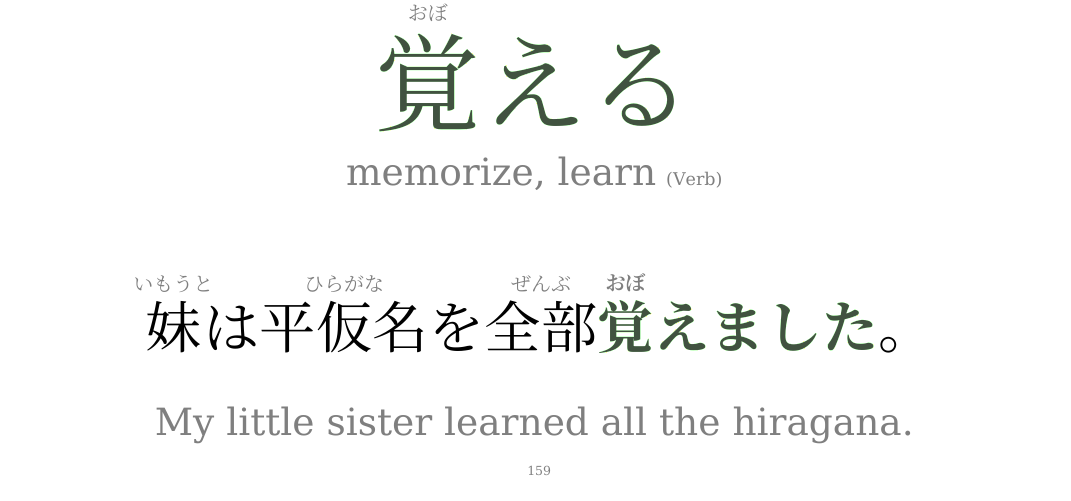 おぼ
覚える
memorize, learn (Verb)
いもうと ひらがな ぜんぶ おぼ
妹は平仮名を全部覚えました。
My little sister learned all the hiragana.
159